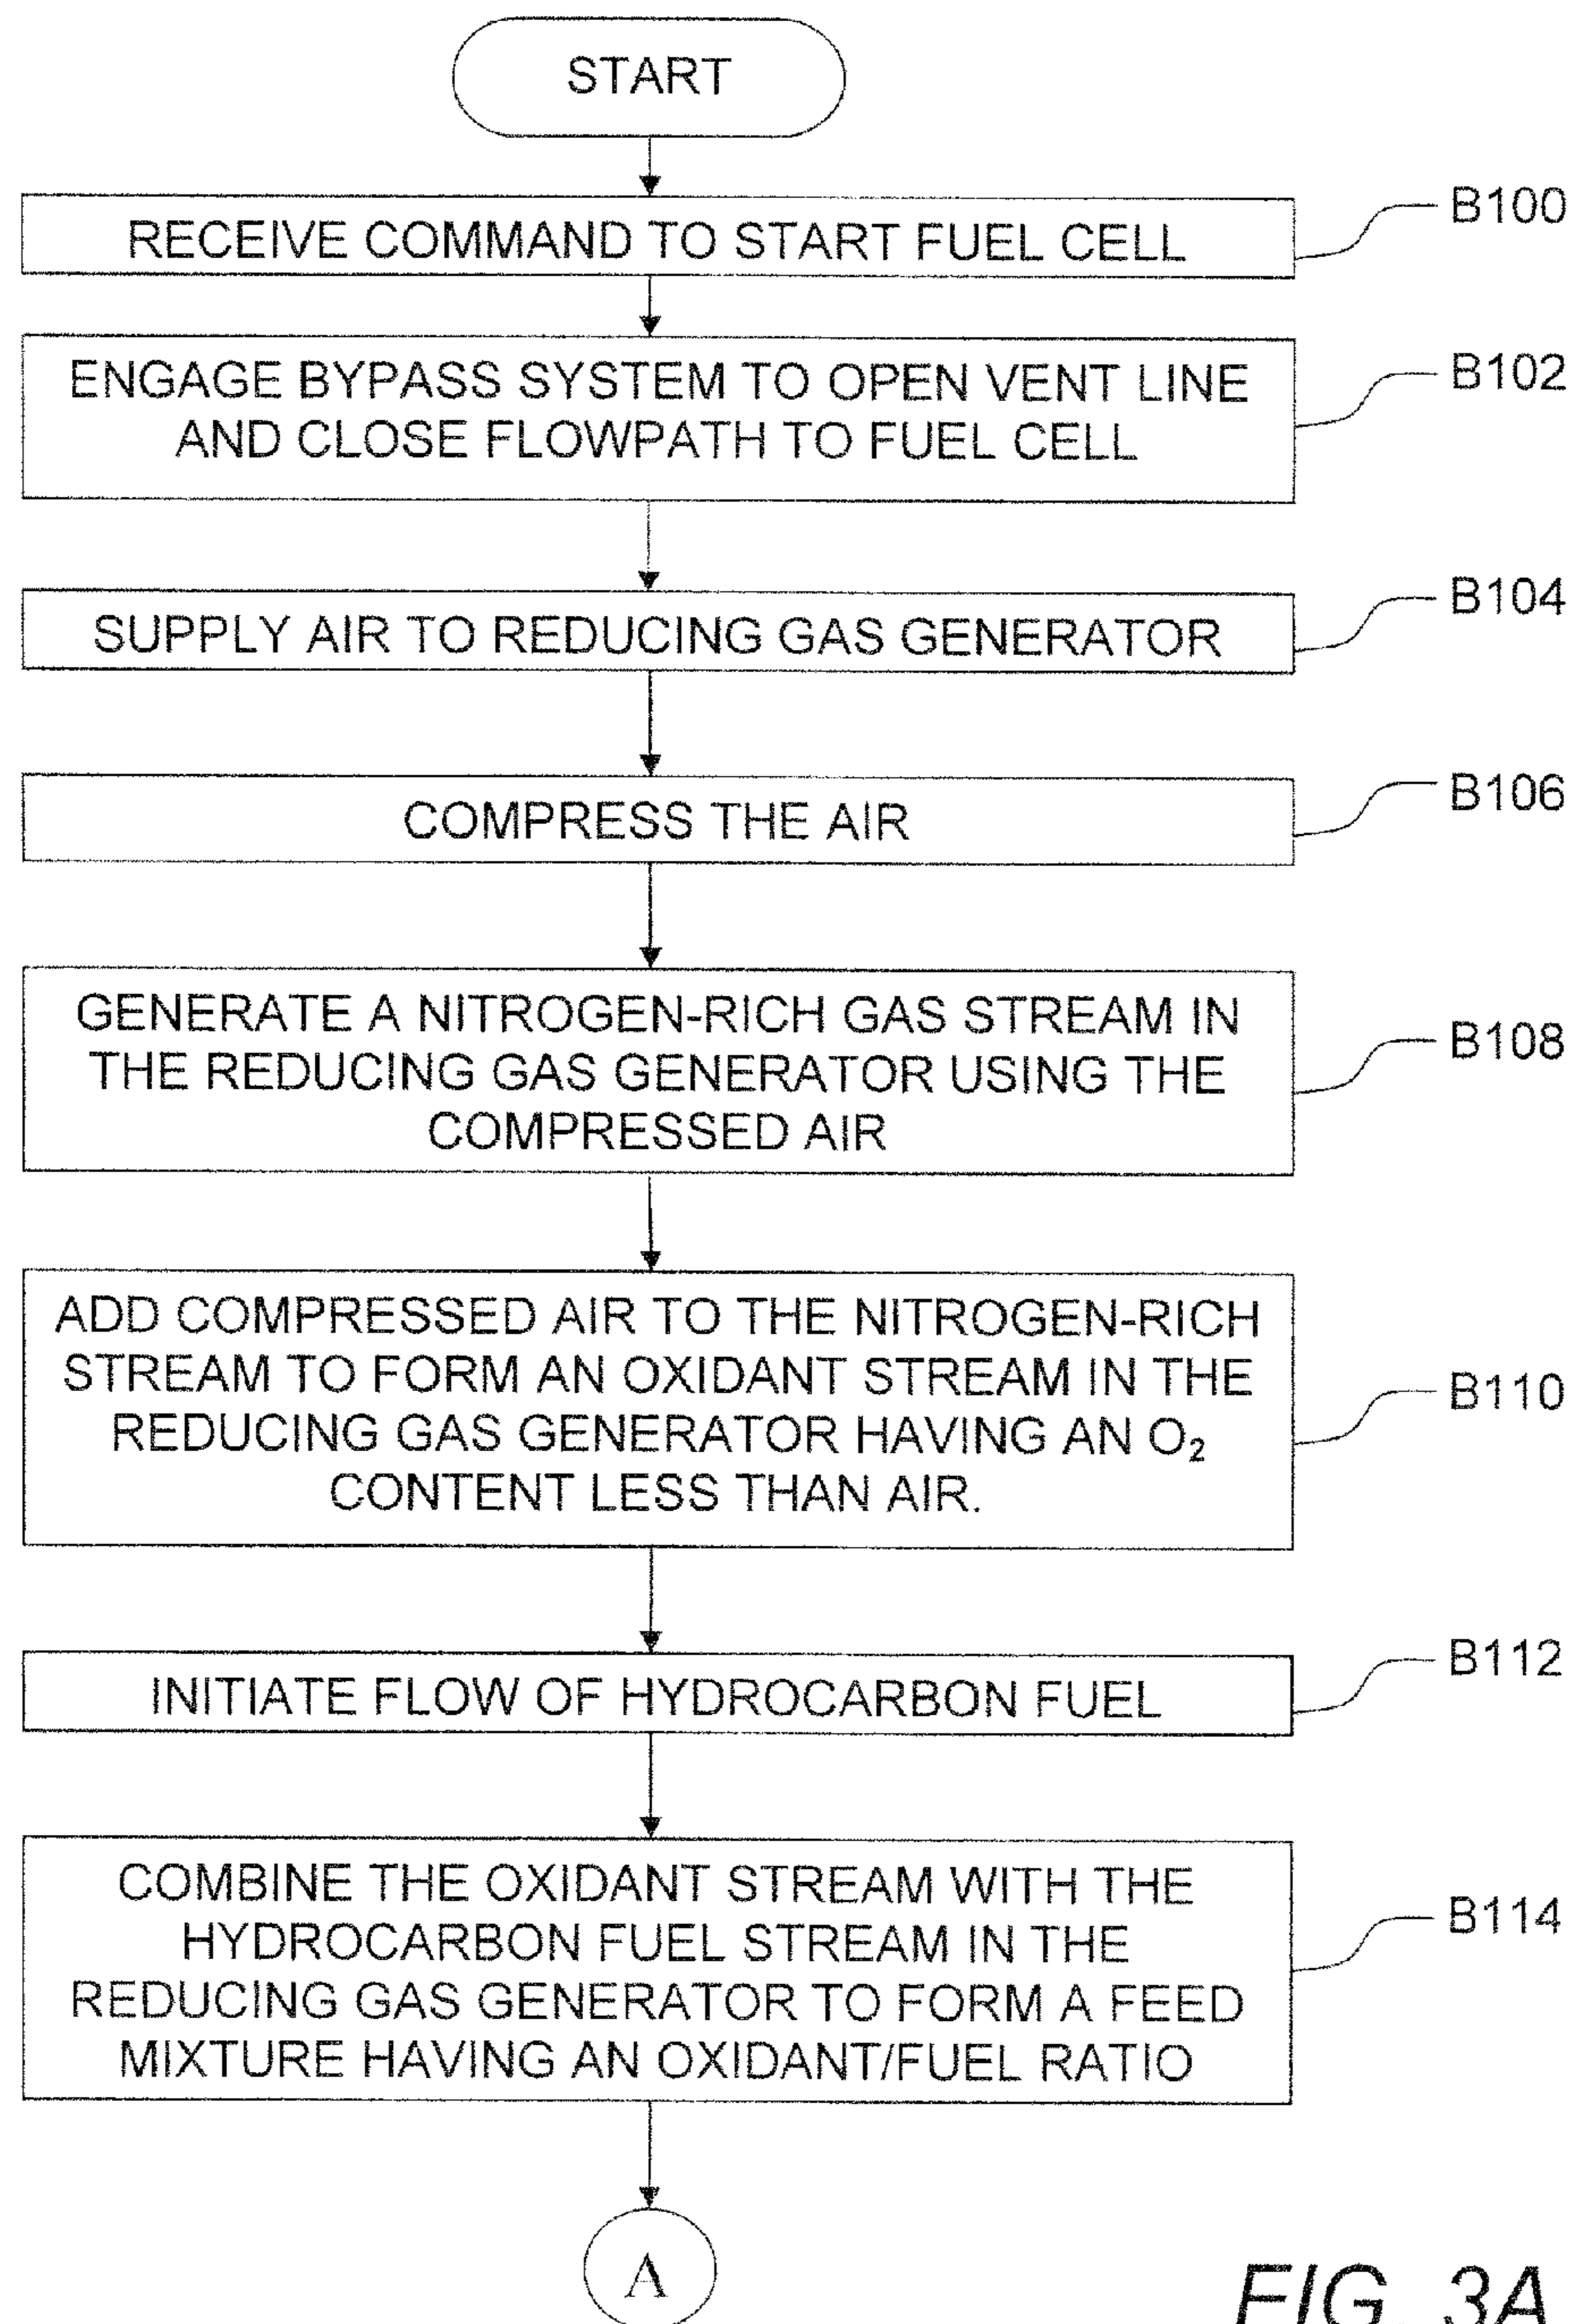 START
RECEIVE COMMAND TO START FUEL CELL
B100
ENGAGE BYPASS SYSTEM TO OPEN VENT LINE
AND CLOSE FLOWPATH TO FUEL CELL
B102
SUPPLY AIR TO REDUCING GAS GENERATOR
B104
COMPRESS THE AIR
B106
GENERATE A NITROGEN-RICH GAS STREAM IN
THE REDUCING GAS GENERATOR USING THE
COMPRESSED AIR
B108
ADD COMPRESSED AIR TO THE NITROGEN-RICH
STREAM TO FORM AN OXIDANT STREAM IN THE
REDUCING GAS GENERATOR HAVING AN O₂
CONTENT LESS THAN AIR.
B110
INITIATE FLOW OF HYDROCARBON FUEL
B112
COMBINE THE OXIDANT STREAM WITH THE
HYDROCARBON FUEL STREAM IN THE
REDUCING GAS GENERATOR TO FORM A FEED
MIXTURE HAVING AN OXIDANT/FUEL RATIO
B114
A
FIG. 3A